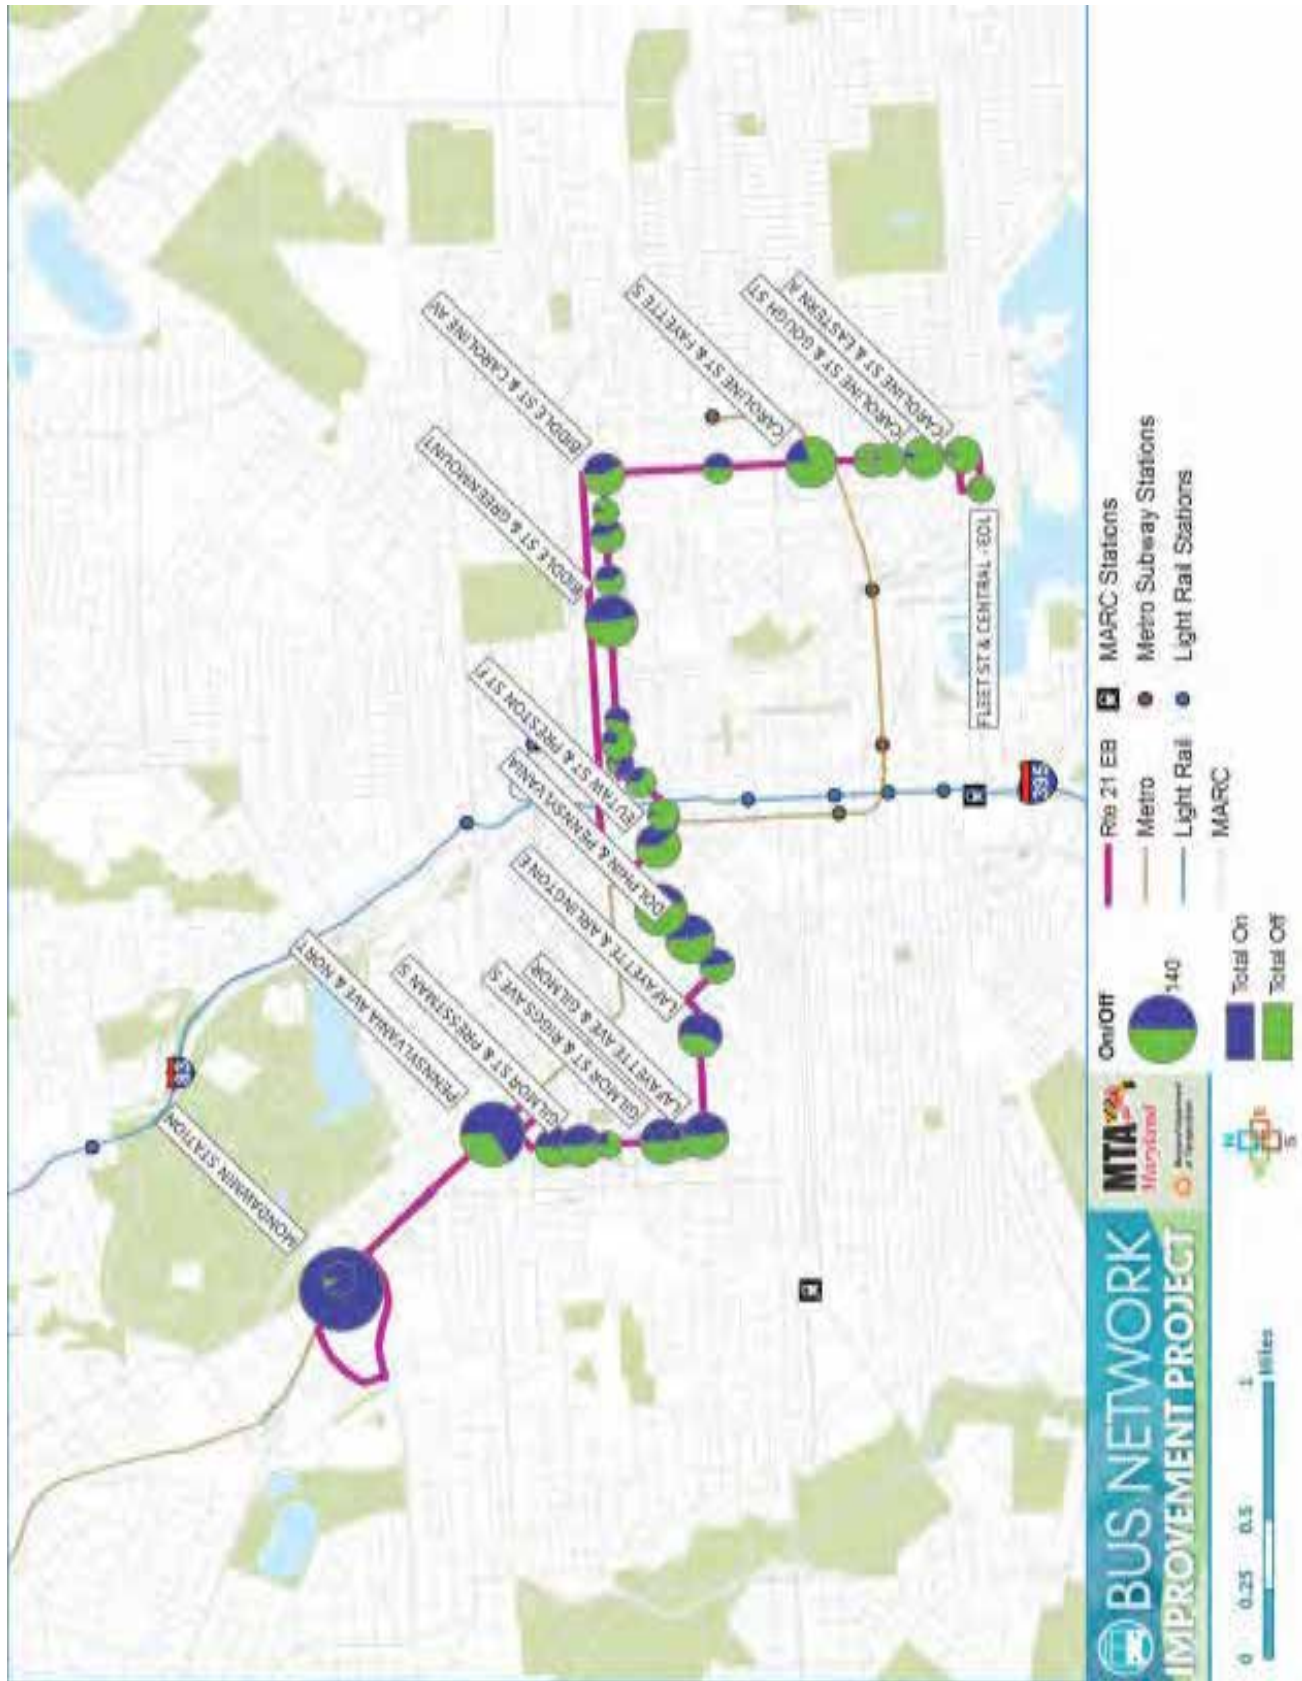 MONDAWMIN STATION
PENNSYLVANIA AVE & NORT
GILMOR ST & PRESSTMAN S
GILMOR ST & RIGGS AVE S
LAFAYETTE AVE & GILMOR
LAFAYETTE & ARLINGTON E
DOLPHIN & PENNSYLVANIA
EUTAW ST & PRESTON ST F
BIDDLE ST & GREENMOUNT
BIDDLE ST & CAROLINE AV
CAROLINE ST & FAYETTE S
CAROLINE ST & GOUGH ST
CAROLINE ST & EASTERN A
FLEET ST & CENTRAL - EOL
395
BUS NETWORK
IMPROVEMENT PROJECT
MTA
Maryland
On/Off
140
Total On
Total Off
Rte 21 EB
Metro
Light Rail
MARC
MARC Stations
Metro Subway Stations
Light Rail Stations
0 0.25 0.5 1
Miles
N
E
S